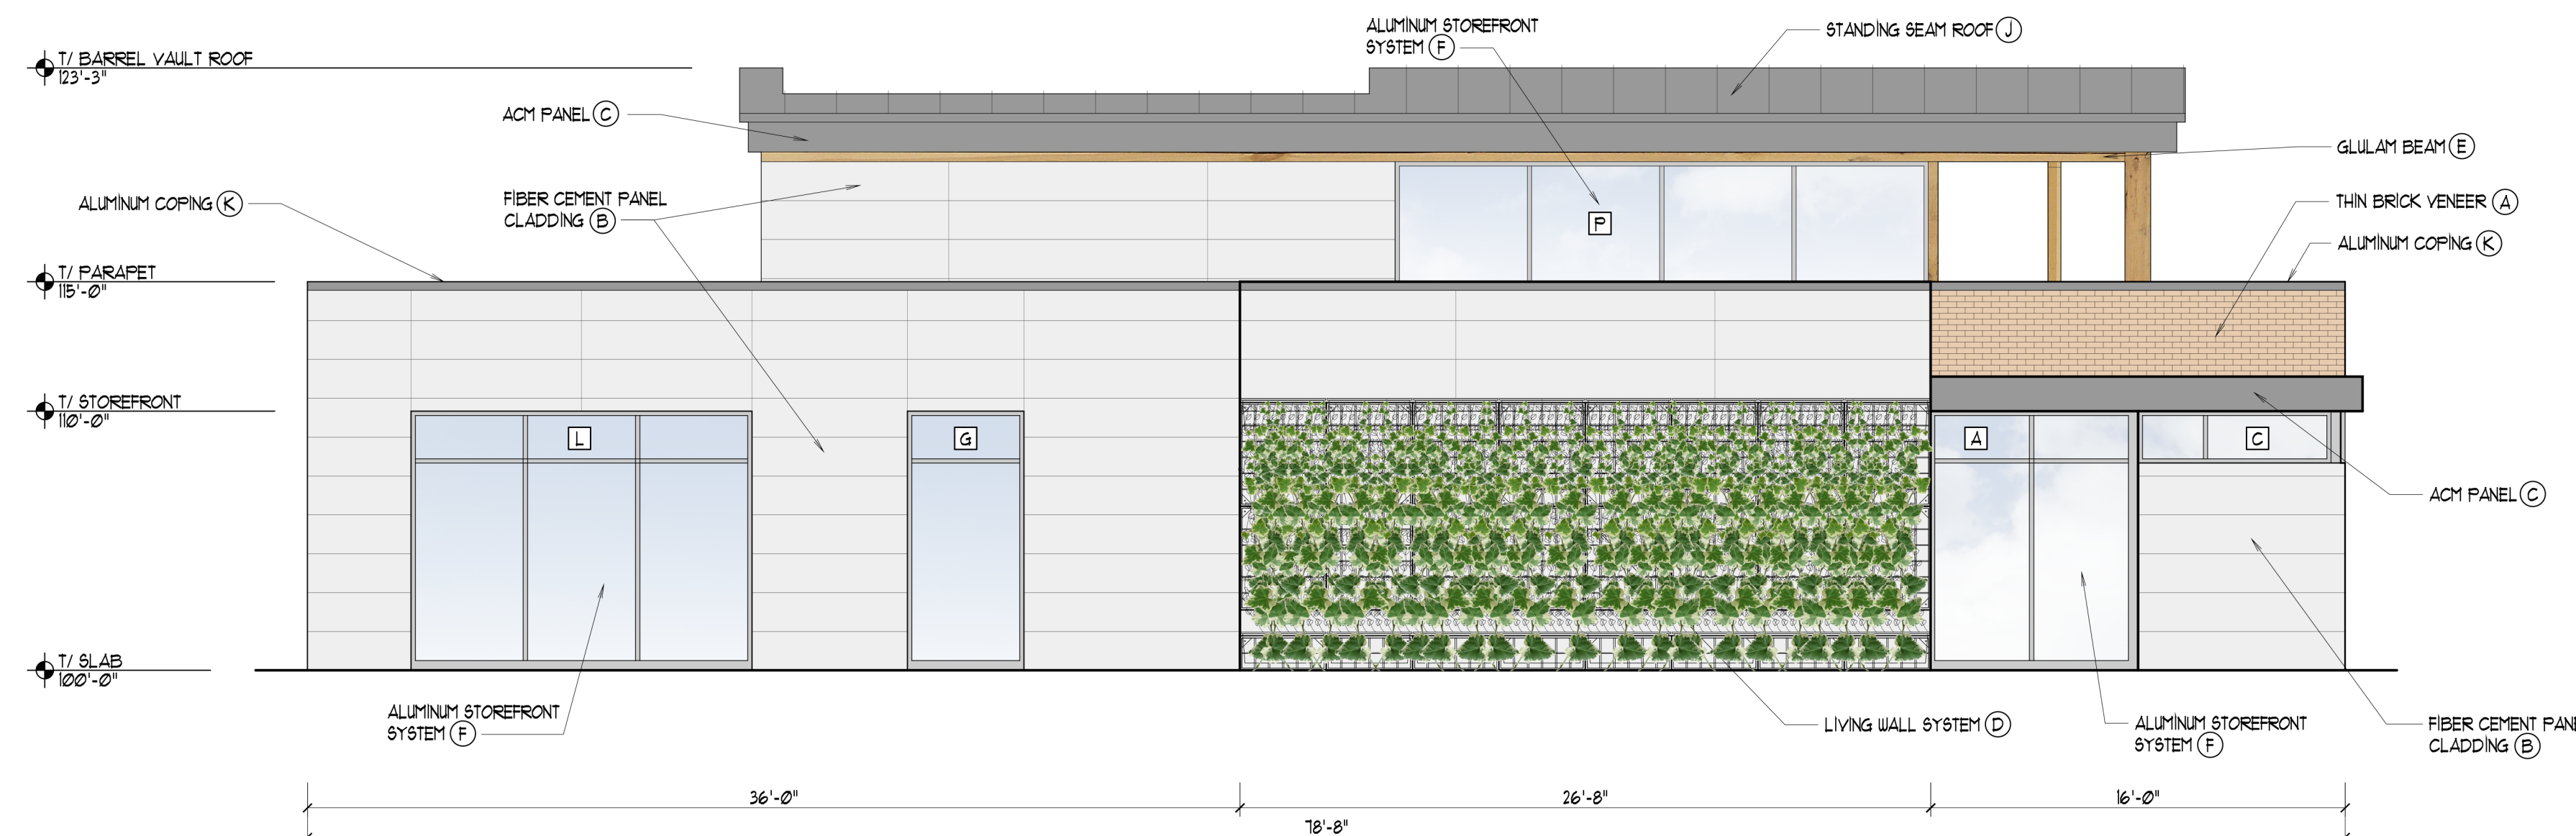 ALUMINUM STOREFRONT
SYSTEM F
STANDING SEAM ROOF J
T/ BARREL VAULT ROOF
123'-3"
ACM PANEL C
GLULAM BEAM E
FIBER CEMENT PANEL
CLADDING B
ALUMINUM COPING K
THIN BRICK VENEER A
P
ALUMINUM COPING K
T/ PARAPET
115'-0"
T/ STOREFRONT
110'-0"
L
G
A
C
ACM PANEL C
T/ SLAB
100'-0"
ALUMINUM STOREFRONT
SYSTEM F
LIVING WALL SYSTEM D
ALUMINUM STOREFRONT
SYSTEM F
FIBER CEMENT PANE
CLADDING B
36'-0"
26'-8"
16'-0"
78'-8"